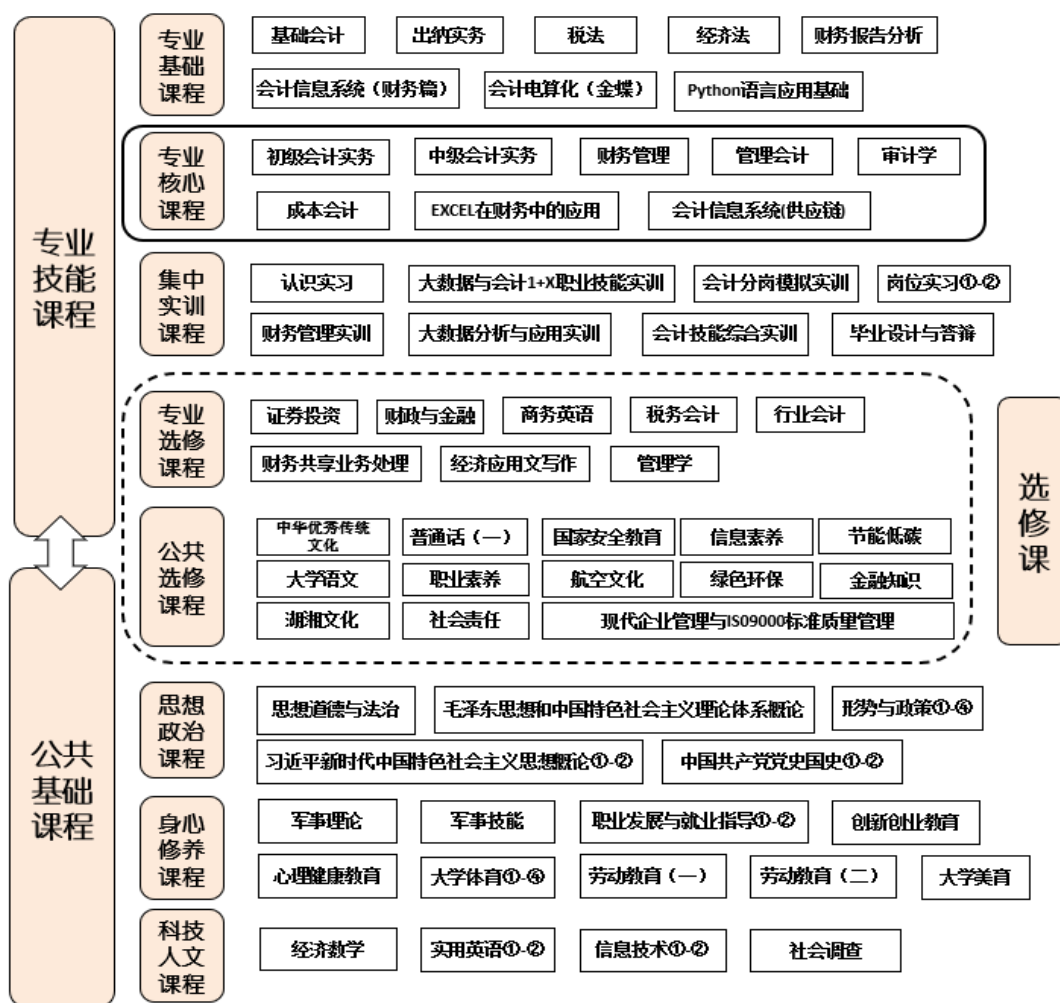 专业
技能
课程
公共
基础
课程
选
修
课
专业
基础
课程
基础会计
出纳实务
税法
经济法
财务报告分析
会计信息系统（财务篇）
会计电算化（金蝶）
Python语言应用基础
专业
核心
课程
初级会计实务
中级会计实务
财务管理
管理会计
审计学
成本会计
EXCEL在财务中的应用
会计信息系统(供应链)
集中
实训
课程
认识实习
大数据与会计1+X职业技能实训
会计分岗模拟实训
岗位实习①-②
财务管理实训
大数据分析与应用实训
会计技能综合实训
毕业设计与答辩
专业
选修
课程
证券投资
财政与金融
商务英语
税务会计
行业会计
财务共享业务处理
经济应用文写作
管理学
公共
选修
课程
中华优秀传统
文化
普通话（一）
国家安全教育
信息素养
节能低碳
大学语文
职业素养
航空文化
绿色环保
金融知识
湖湘文化
社会责任
现代企业管理与ISO9000标准质量管理
思想
政治
课程
思想道德与法治
毛泽东思想和中国特色社会主义理论体系概论
形势与政策①-④
习近平新时代中国特色社会主义思想概论①-②
中国共产党党史国史①-②
身心
修养
课程
军事理论
军事技能
职业发展与就业指导①-②
创新创业教育
心理健康教育
大学体育①-④
劳动教育（一）
劳动教育（二）
大学美育
科技
人文
课程
经济数学
实用英语①-②
信息技术①-②
社会调查